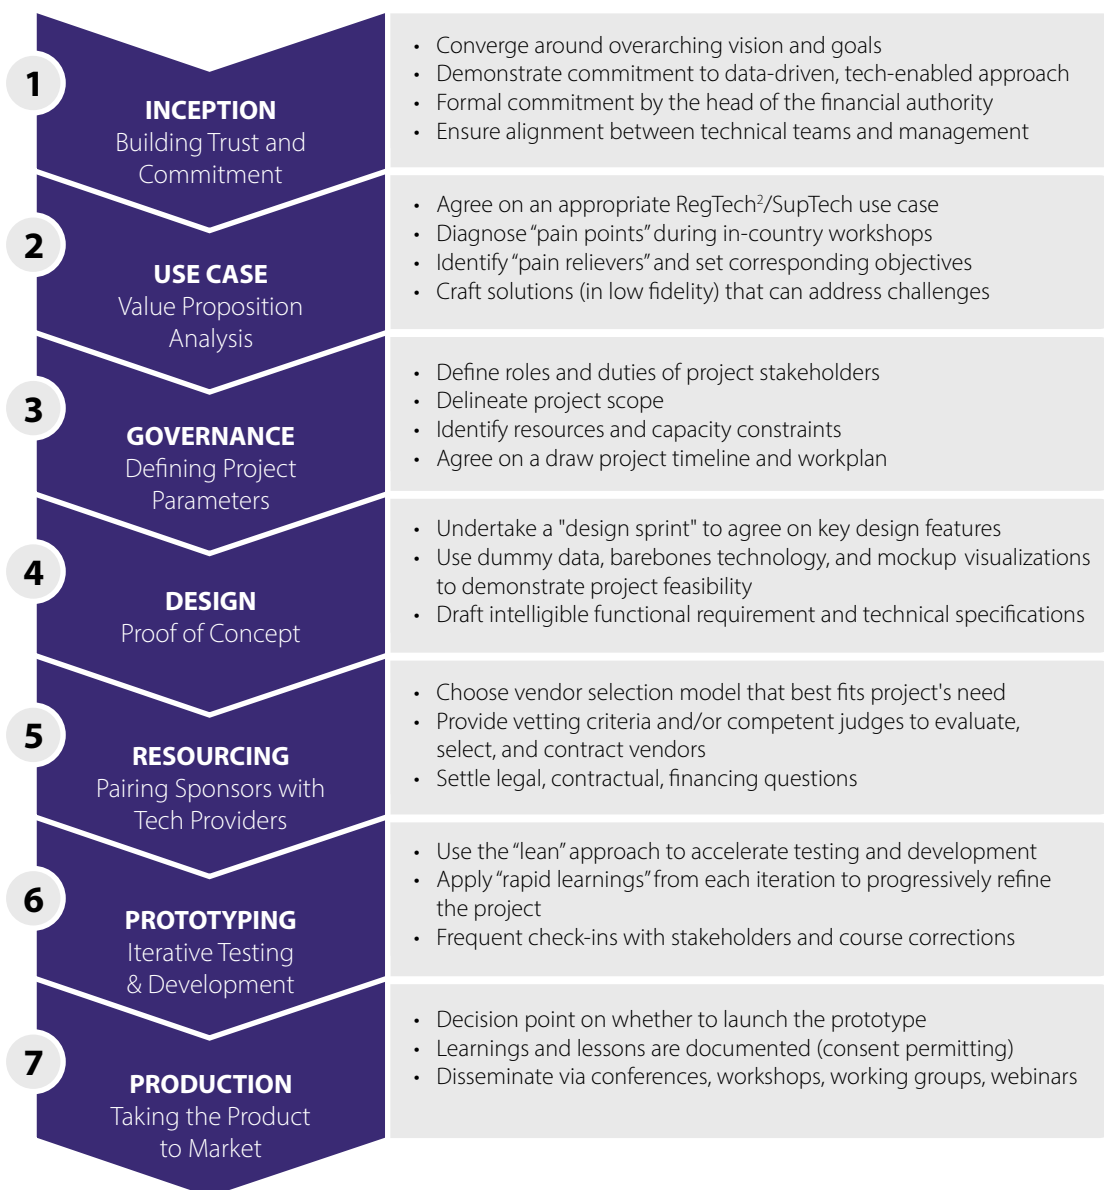 1
INCEPTION
Building Trust and
Commitment
• Converge around overarching vision and goals
• Demonstrate commitment to data-driven, tech-enabled approach
• Formal commitment by the head of the financial authority
• Ensure alignment between technical teams and management
2
USE CASE
Value Proposition
Analysis
• Agree on an appropriate RegTech²/SupTech use case
• Diagnose “pain points” during in-country workshops
• Identify “pain relievers” and set corresponding objectives
• Craft solutions (in low fidelity) that can address challenges
3
GOVERNANCE
Defining Project
Parameters
• Define roles and duties of project stakeholders
• Delineate project scope
• Identify resources and capacity constraints
• Agree on a draw project timeline and workplan
4
DESIGN
Proof of Concept
• Undertake a "design sprint" to agree on key design features
• Use dummy data, barebones technology, and mockup visualizations
to demonstrate project feasibility
• Draft intelligible functional requirement and technical specifications
5
RESOURCING
Pairing Sponsors with
Tech Providers
• Choose vendor selection model that best fits project's need
• Provide vetting criteria and/or competent judges to evaluate,
select, and contract vendors
• Settle legal, contractual, financing questions
6
PROTOTYPING
Iterative Testing
& Development
• Use the “lean” approach to accelerate testing and development
• Apply “rapid learnings” from each iteration to progressively refine
the project
• Frequent check-ins with stakeholders and course corrections
7
PRODUCTION
Taking the Product
to Market
• Decision point on whether to launch the prototype
• Learnings and lessons are documented (consent permitting)
• Disseminate via conferences, workshops, working groups, webinars